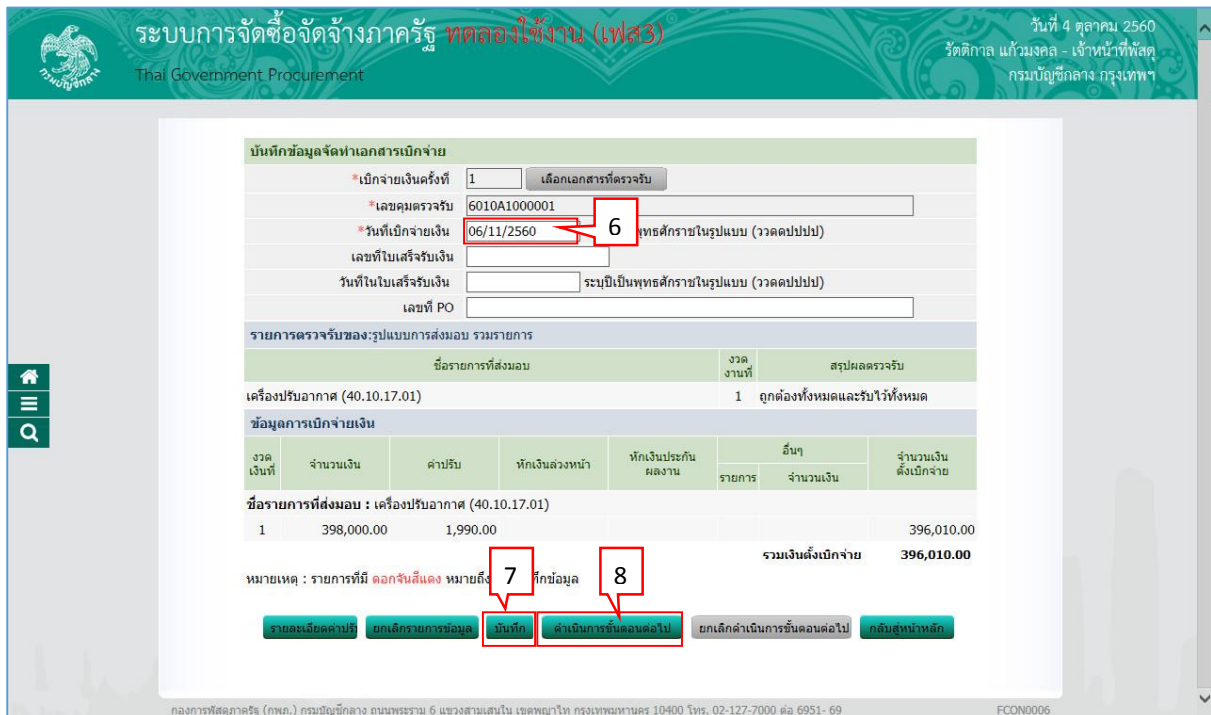 ระบบการจัดซื้อจัดจ้างภาครัฐ ทดลองใช้งาน (เฟส3)
Thai Government Procurement
วันที่ 4 ตุลาคม 2560
รัตติกาล แก้วมงคล - เจ้าหน้าที่พัสดุ
กรมบัญชีกลาง กรุงเทพฯ
กรมบัญชีกลาง
บันทึกข้อมูลจัดทำเอกสารเบิกจ่าย
*เบิกจ่ายเงินครั้งที่ 1 เลือกเอกสารที่ตรวจรับ
*เลขคุมตรวจรับ 6010A1000001
*วันที่เบิกจ่ายเงิน 06/11/2560 6 พุทธศักราชในรูปแบบ (ววดดปปปป)
เลขที่ใบเสร็จรับเงิน
วันที่ในใบเสร็จรับเงิน ระบุปีเป็นพุทธศักราชในรูปแบบ (ววดดปปปป)
เลขที่ PO
รายการตรวจรับของ:รูปแบบการส่งมอบ รวมรายการ
ชื่อรายการที่ส่งมอบ งวดงานที่ สรุปผลตรวจรับ
เครื่องปรับอากาศ (40.10.17.01) 1 ถูกต้องทั้งหมดและรับไว้ทั้งหมด
ข้อมูลการเบิกจ่ายเงิน
งวดเงินที่ จำนวนเงิน ค่าปรับ หักเงินล่วงหน้า หักเงินประกันผลงาน อื่นๆ จำนวนเงินตั้งเบิกจ่าย
รายการ จำนวนเงิน
ชื่อรายการที่ส่งมอบ : เครื่องปรับอากาศ (40.10.17.01)
1 398,000.00 1,990.00 396,010.00
รวมเงินตั้งเบิกจ่าย 396,010.00
หมายเหตุ : รายการที่มี ดอกจันสีแดง หมายถึง 7 ทึกข้อมูล 8
รายละเอียดค่าปรับ ยกเลิกรายการข้อมูล บันทึก ดำเนินการขั้นตอนต่อไป ยกเลิกดำเนินการขั้นตอนต่อไป กลับสู่หน้าหลัก
กองการพัสดุภาครัฐ (กพภ.) กรมบัญชีกลาง ถนนพระราม 6 แขวงสามเสนใน เขตพญาไท กรุงเทพมหานคร 10400 โทร. 02-127-7000 ต่อ 6951- 69 FCON0006